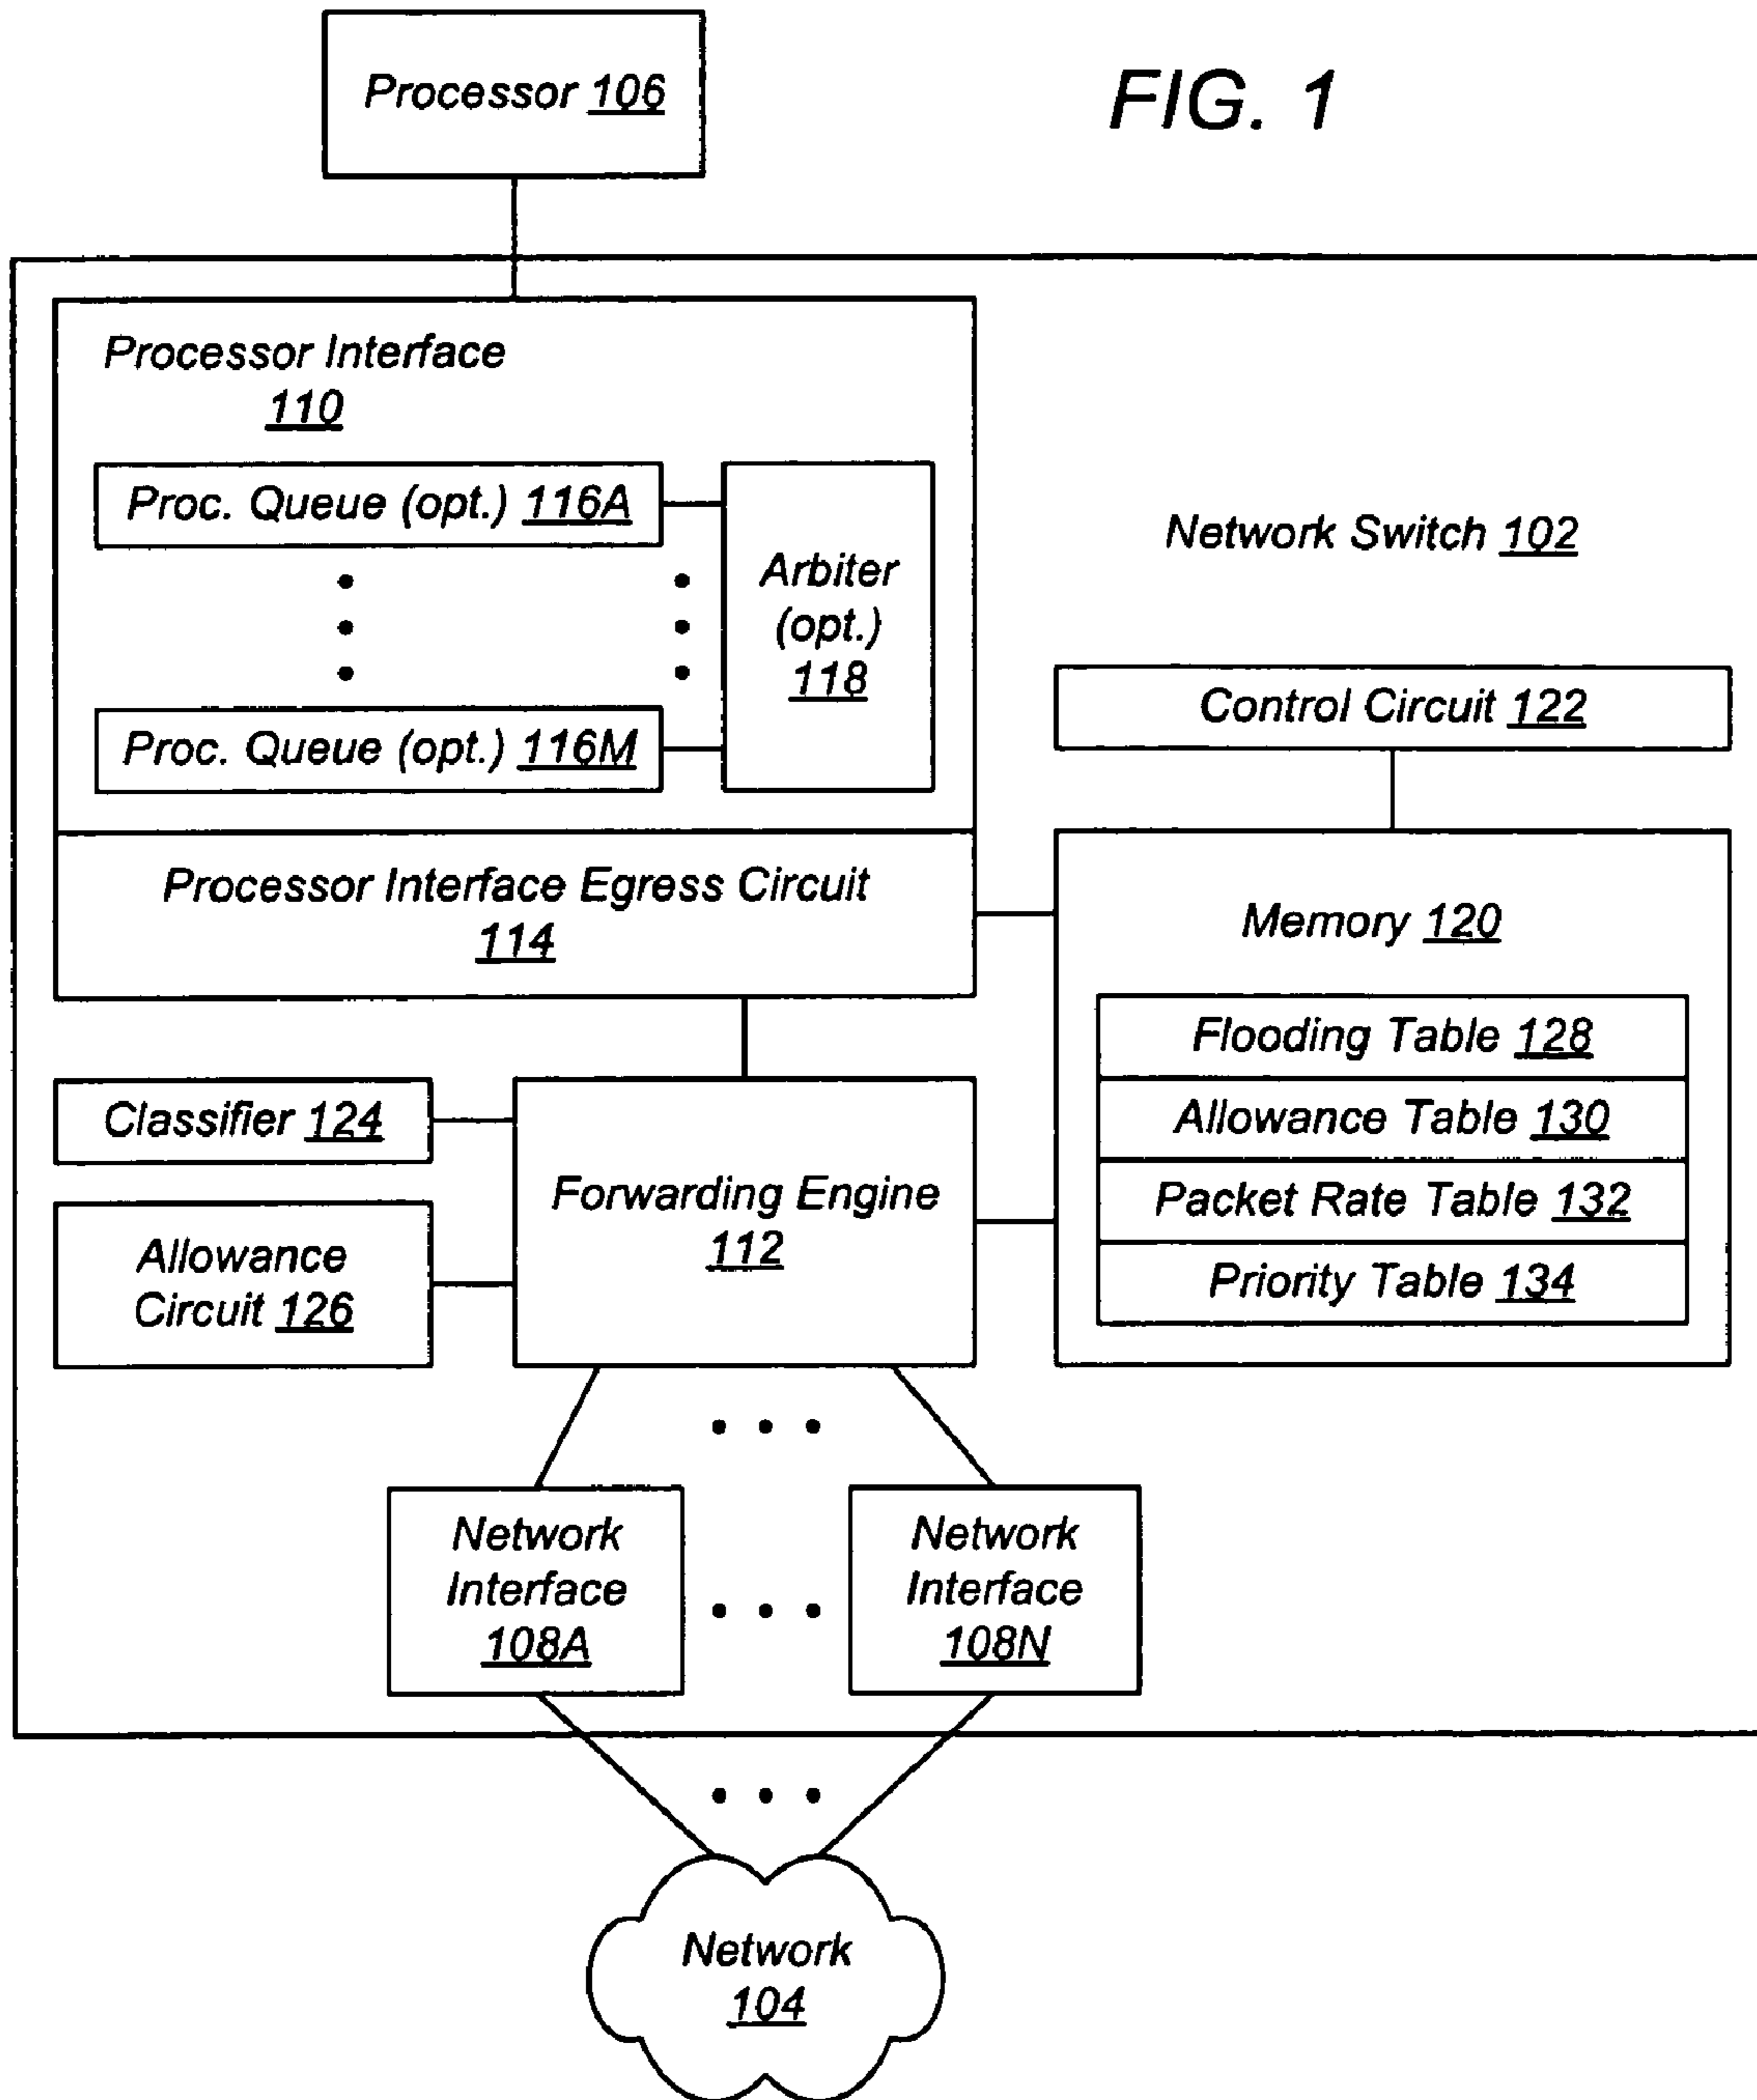 Processor 106
FIG. 1
Processor Interface
110
Proc. Queue (opt.) 116A
Proc. Queue (opt.) 116M
Arbiter
(opt.)
118
Network Switch 102
Control Circuit 122
Processor Interface Egress Circuit
114
Memory 120
Flooding Table 128
Allowance Table 130
Packet Rate Table 132
Priority Table 134
Classifier 124
Allowance
Circuit 126
Forwarding Engine
112
Network
Interface
108A
Network
Interface
108N
Network
104